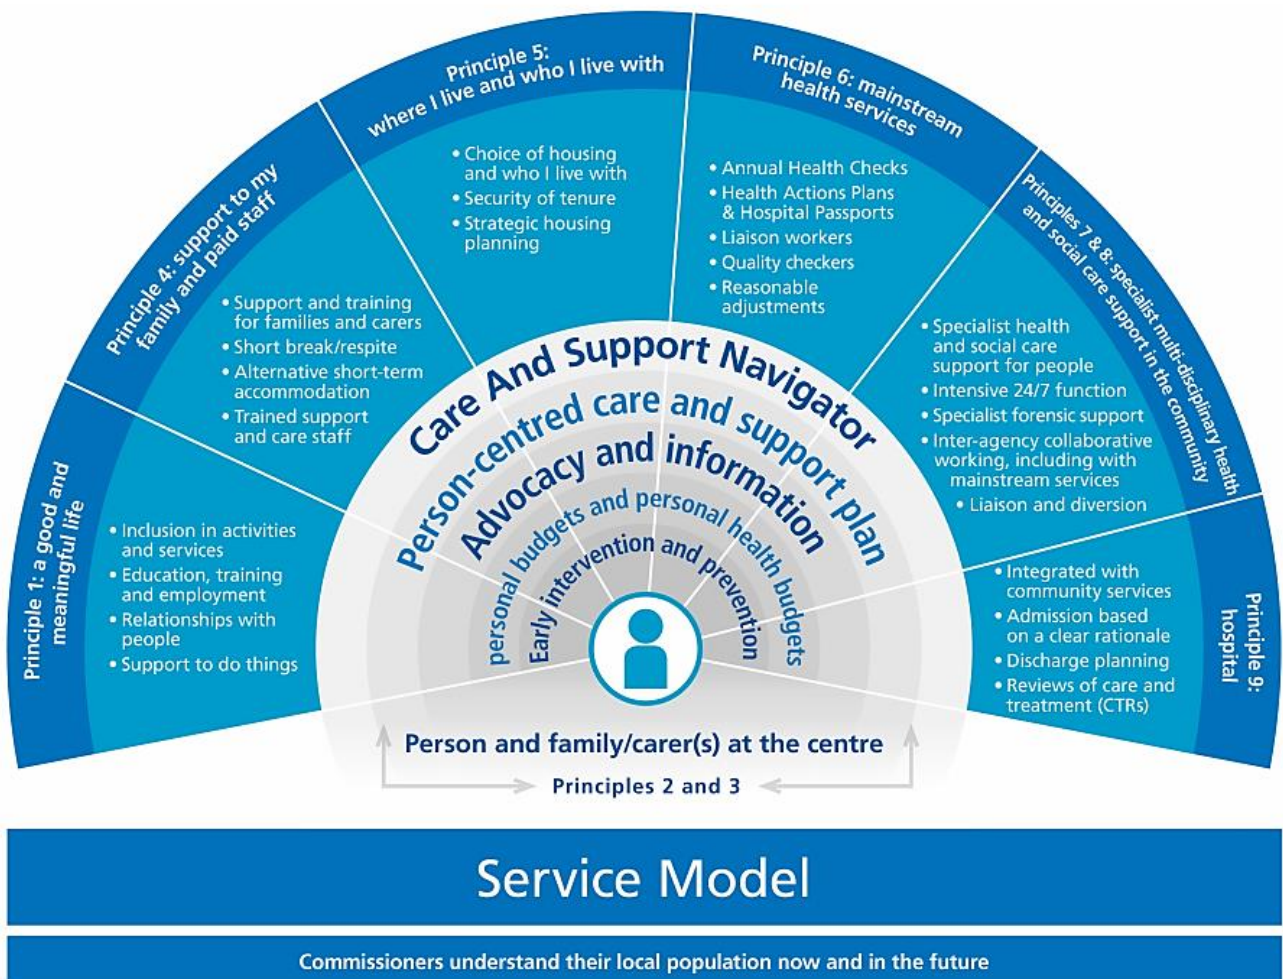 Principle 1: a good and
meaningful life
• Inclusion in activities
and services
• Education, training
and employment
• Relationships with
people
• Support to do things
Principle 4: support to my
family and paid staff
• Support and training
for families and carers
• Short break/respite
• Alternative short-term
accommodation
• Trained support
and care staff
Principle 5:
where I live and who I live with
• Choice of housing
and who I live with
• Security of tenure
• Strategic housing
planning
Principle 6: mainstream
health services
• Annual Health Checks
• Health Actions Plans
& Hospital Passports
• Liaison workers
• Quality checkers
• Reasonable
adjustments
Principles 7 & 8: specialist multi-disciplinary health
and social care support in the community
• Specialist health
and social care
support for people
• Intensive 24/7 function
• Specialist forensic support
• Inter-agency collaborative
working, including with
mainstream services
• Liaison and diversion
Principle 9:
hospital
• Integrated with
community services
• Admission based
on a clear rationale
• Discharge planning
• Reviews of care and
treatment (CTRs)
Care And Support Navigator
Person-centred care and support plan
Advocacy and information
personal budgets and personal health budgets
Early intervention and prevention
Person and family/carer(s) at the centre
Principles 2 and 3
Service Model
Commissioners understand their local population now and in the future